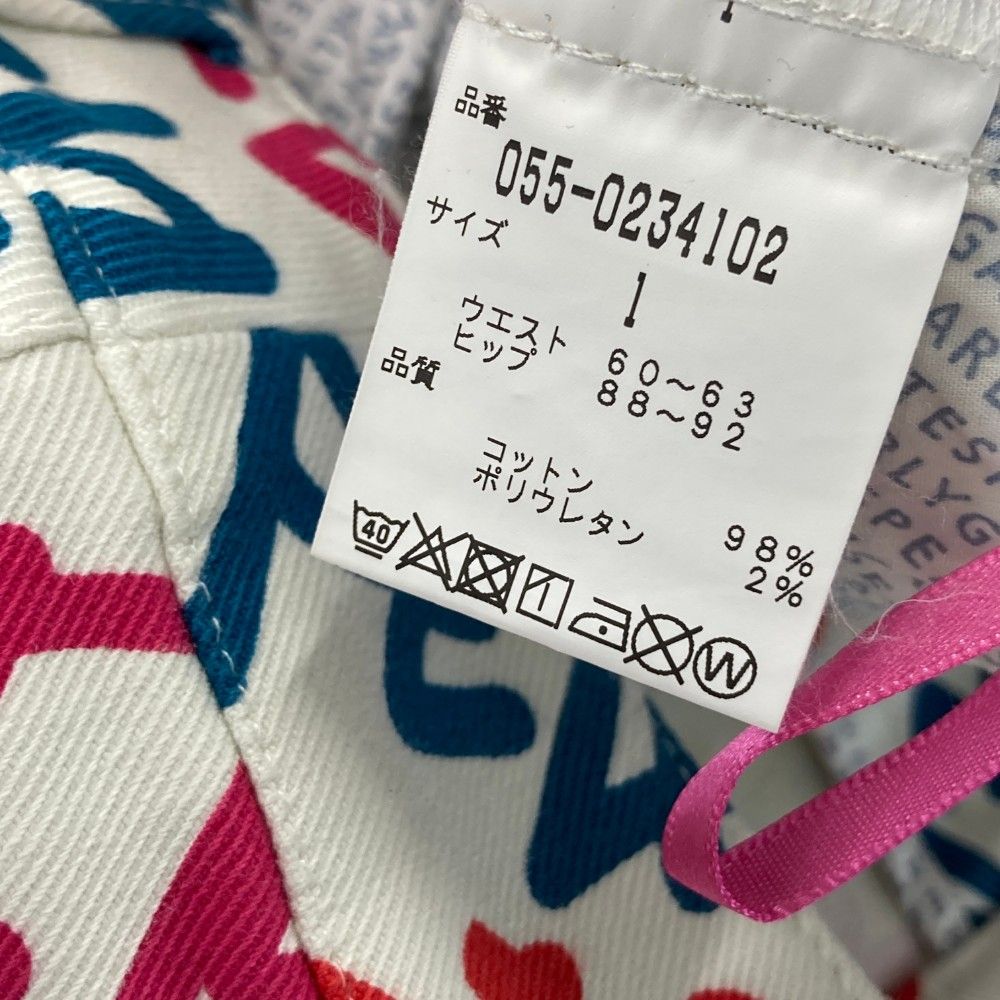 品番
055-0234102
サイズ
1
ウエスト 60～63
ヒップ 88～92
品質
コットン 98%
ポリウレタン 2%
40
W